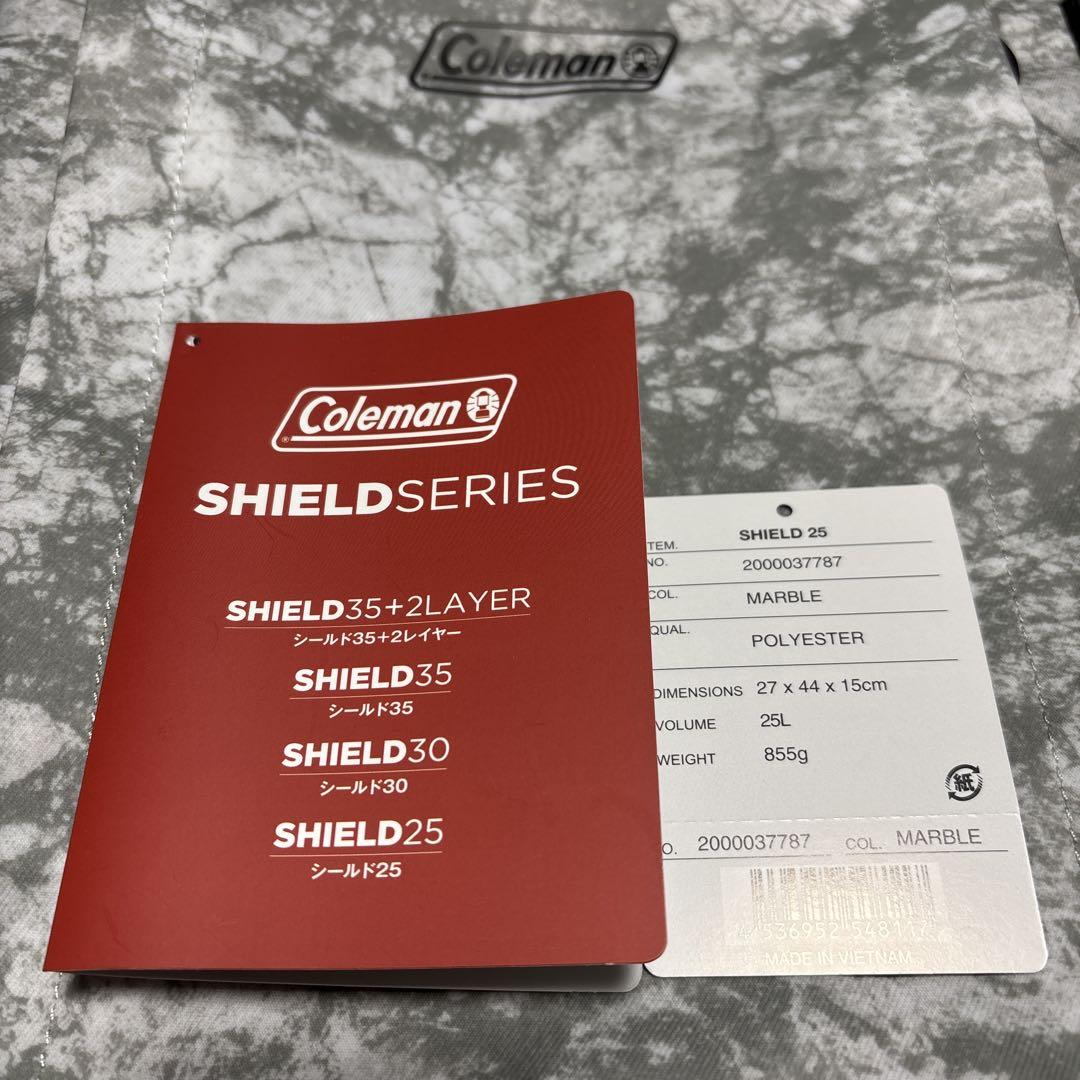 Coleman
Coleman
®
SHIELDSERIES
SHIELD35+2LAYER
シールド35+2レイヤー
SHIELD35
シールド35
SHIELD30
シールド30
SHIELD25
シールド25
TEM. SHIELD 25
NO. 2000037787
COL. MARBLE
QUAL. POLYESTER
DIMENSIONS 27 x 44 x 15cm
VOLUME 25L
WEIGHT 855g
紙
O. 2000037787 COL. MARBLE
MADE IN VIETNAM